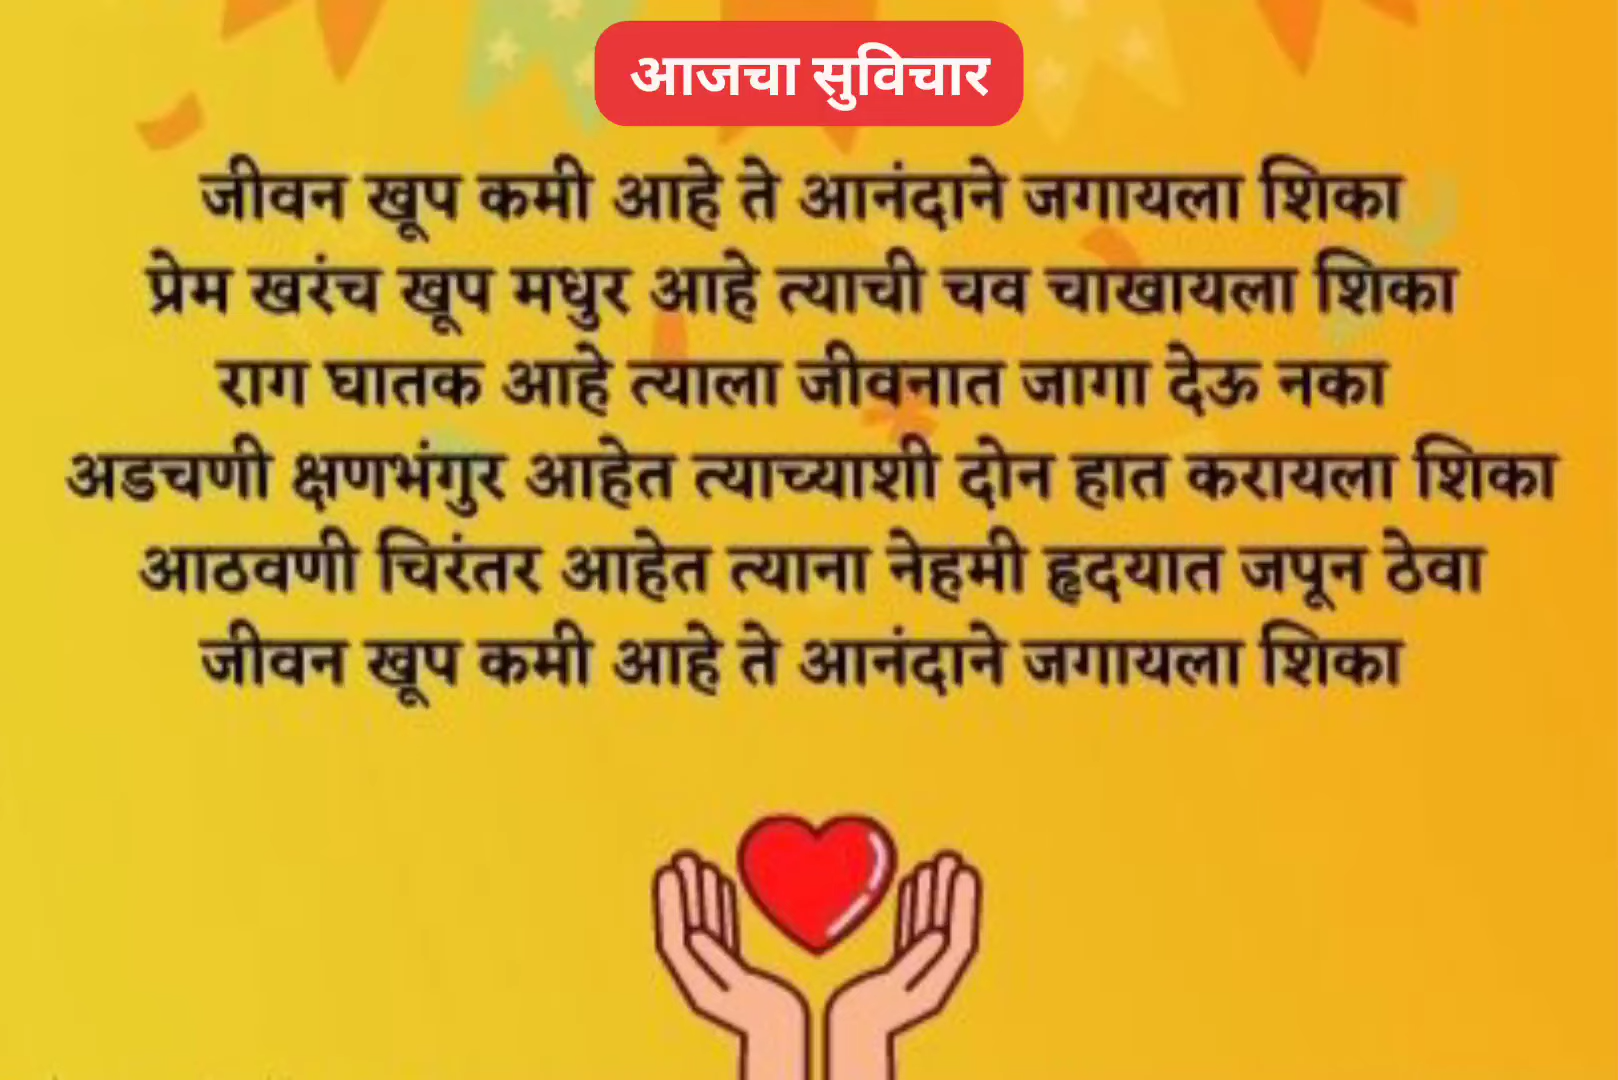 आजचा सुविचार
जीवन खूप कमी आहे ते आनंदाने जगायला शिका
प्रेम खरंच खूप मधुर आहे त्याची चव चाखायला शिका
राग घातक आहे त्याला जीवनात जागा देऊ नका
अडचणी क्षणभंगुर आहेत त्याच्याशी दोन हात करायला शिका
आठवणी चिरंतर आहेत त्याना नेहमी हृदयात जपून ठेवा
जीवन खूप कमी आहे ते आनंदाने जगायला शिका